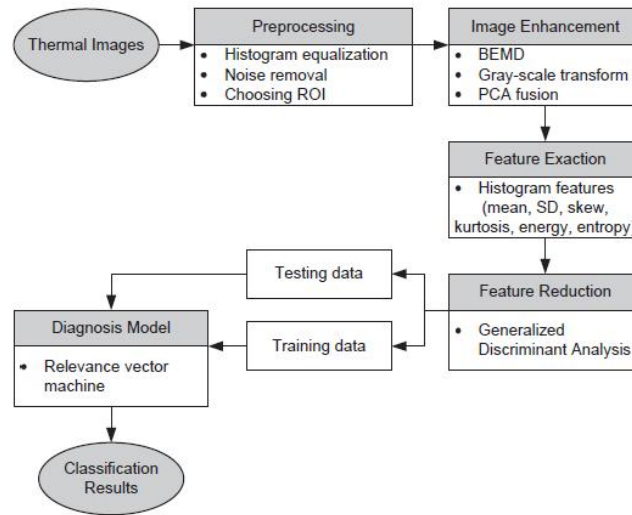 Thermal Images
Preprocessing
• Histogram equalization
• Noise removal
• Choosing ROI
Image Enhancement
• BEMD
• Gray-scale transform
• PCA fusion
Feature Exaction
• Histogram features
(mean, SD, skew,
kurtosis, energy, entropy)
Feature Reduction
• Generalized
Discriminant Analysis
Testing data
Training data
Diagnosis Model
• Relevance vector
machine
Classification
Results